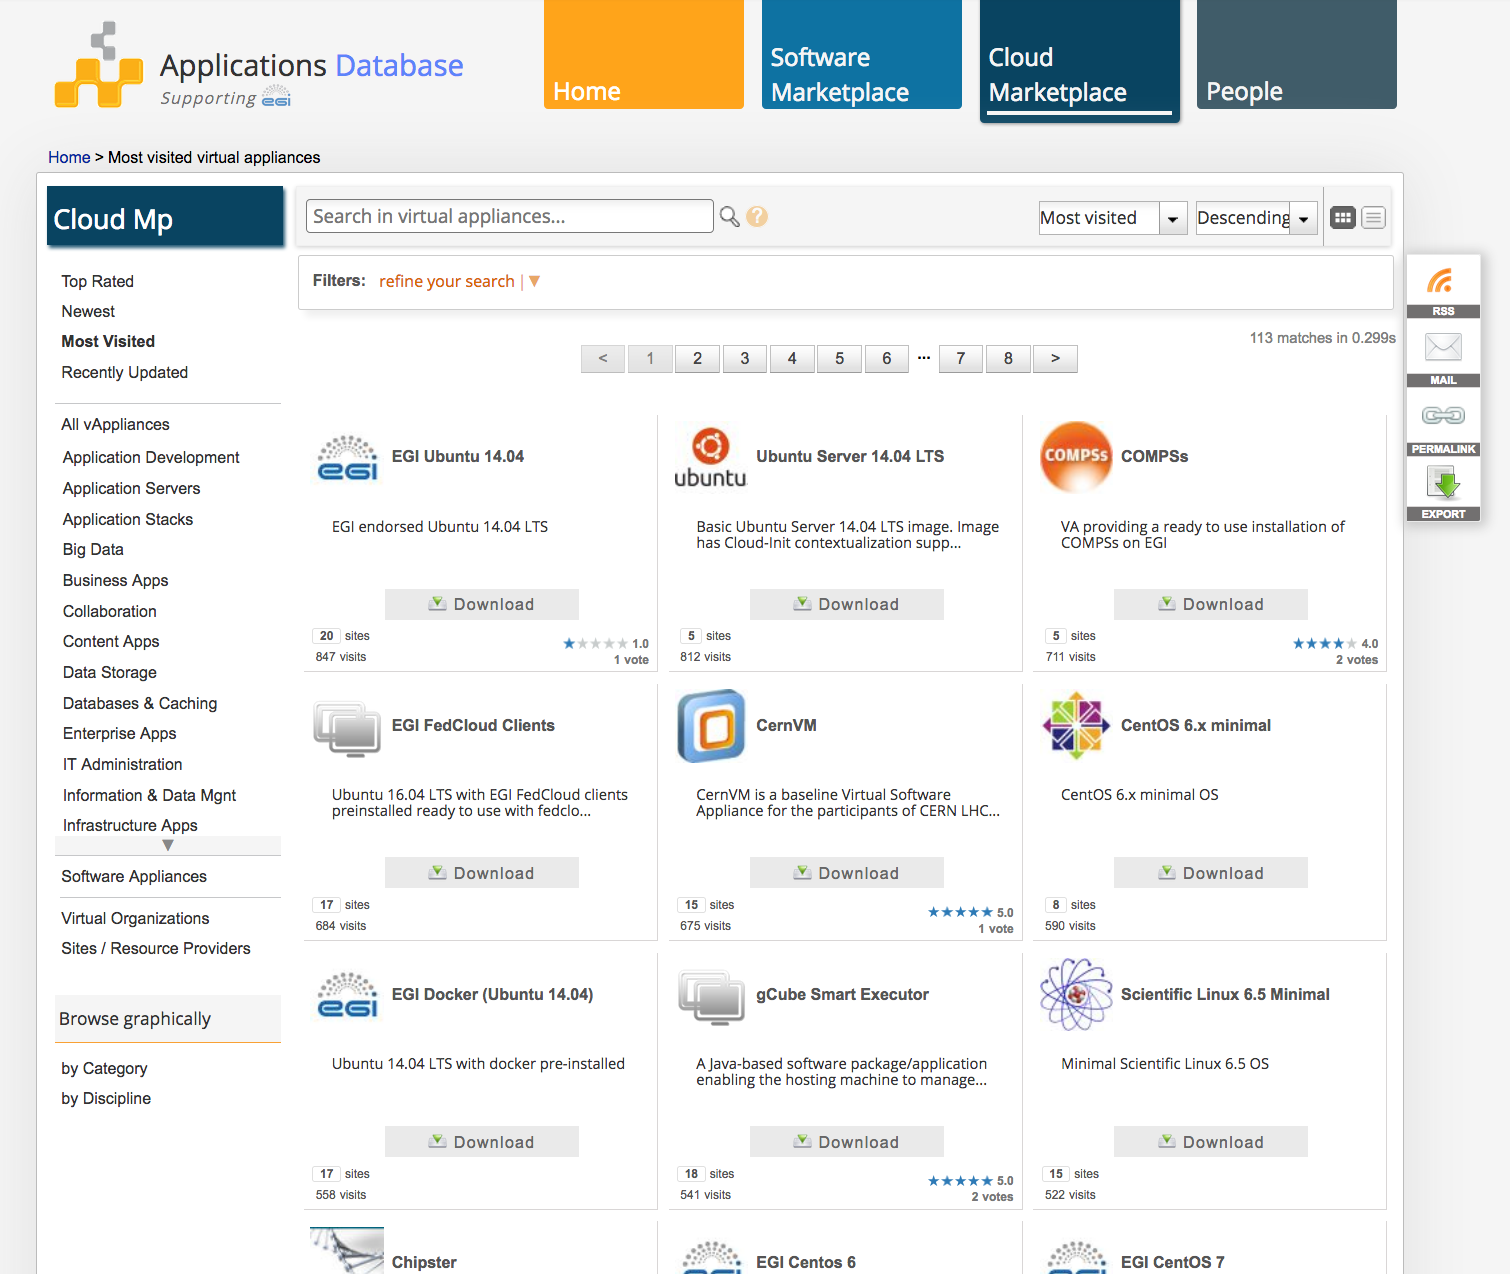 Applications Database
Supporting egi
Home
Software
Marketplace
Cloud
Marketplace
People
Home > Most visited virtual appliances
Cloud Mp
Search in virtual appliances...
?
Most visited
Descending
Top Rated
Newest
Most Visited
Recently Updated
All vAppliances
Application Development
Application Servers
Application Stacks
Big Data
Business Apps
Collaboration
Content Apps
Data Storage
Databases & Caching
Enterprise Apps
IT Administration
Information & Data Mgnt
Infrastructure Apps
Software Appliances
Virtual Organizations
Sites / Resource Providers
Browse graphically
by Category
by Discipline
Filters: refine your search | ▼
113 matches in 0.299s
< 1 2 3 4 5 6 ... 7 8 >
RSS
MAIL
PERMALINK
EXPORT
egi
EGI Ubuntu 14.04
EGI endorsed Ubuntu 14.04 LTS
Download
20 sites
847 visits
1.0
1 vote
ubuntu
Ubuntu Server 14.04 LTS
Basic Ubuntu Server 14.04 LTS image. Image
has Cloud-Init contextualization supp...
Download
5 sites
812 visits
COMPSs
COMPSs
VA providing a ready to use installation of
COMPSs on EGI
Download
5 sites
711 visits
4.0
2 votes
EGI FedCloud Clients
Ubuntu 16.04 LTS with EGI FedCloud clients
preinstalled ready to use with fedclo...
Download
17 sites
684 visits
CernVM
CernVM is a baseline Virtual Software
Appliance for the participants of CERN LHC...
Download
15 sites
675 visits
5.0
1 vote
CentOS 6.x minimal
CentOS 6.x minimal OS
Download
8 sites
590 visits
egi
EGI Docker (Ubuntu 14.04)
Ubuntu 14.04 LTS with docker pre-installed
Download
17 sites
558 visits
gCube Smart Executor
A Java-based software package/application
enabling the hosting machine to manage...
Download
18 sites
541 visits
5.0
2 votes
Scientific Linux 6.5 Minimal
Minimal Scientific Linux 6.5 OS
Download
15 sites
522 visits
Chipster
egi
EGI Centos 6
egi
EGI CentOS 7